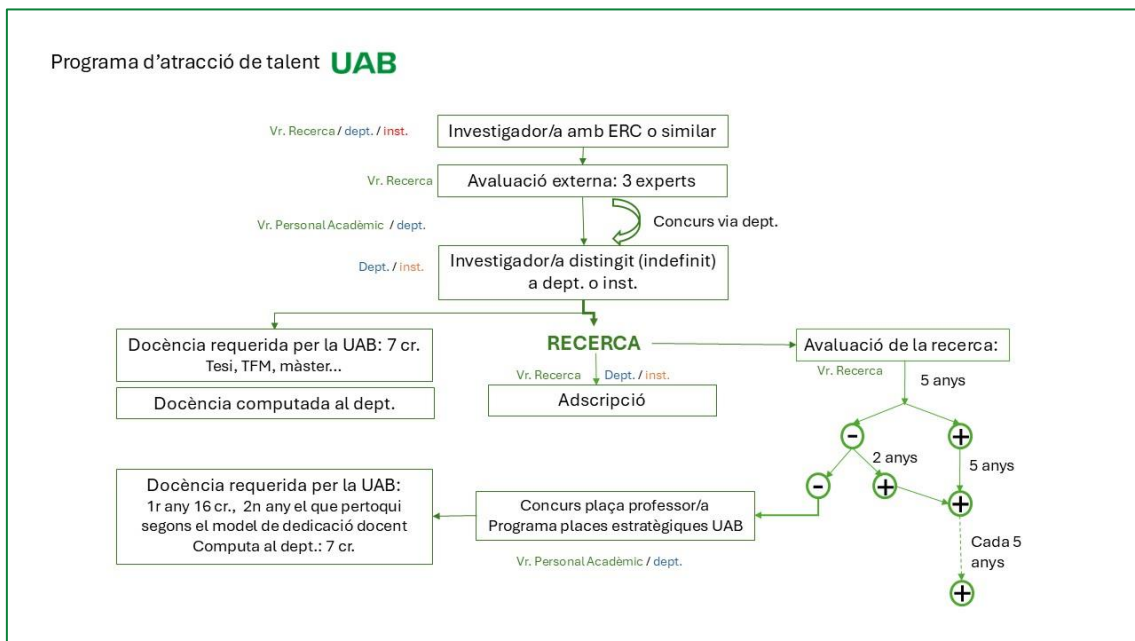 Programa d'atracció de talent UAB
Vr. Recerca / dept. / inst.
Investigador/a amb ERC o similar
Vr. Recerca
Avaluació externa: 3 experts
Vr. Personal Acadèmic / dept.
Concurs via dept.
Dept. / inst.
Investigador/a distingit (indefinit)
a dept. o inst.
Docència requerida per la UAB: 7 cr.
Tesi, TFM, màster...
Docència computada al dept.
RECERCA
Vr. Recerca Dept. / inst.
Adscripció
Avaluació de la recerca:
Vr. Recerca
5 anys
-
+
2 anys
5 anys
-
+
+
Cada 5
anys
+
Concurs plaça professor/a
Programa places estratègiques UAB
Vr. Personal Acadèmic / dept.
Docència requerida per la UAB:
1r any 16 cr., 2n any el que pertoqui
segons el model de dedicació docent
Computa al dept.: 7 cr.